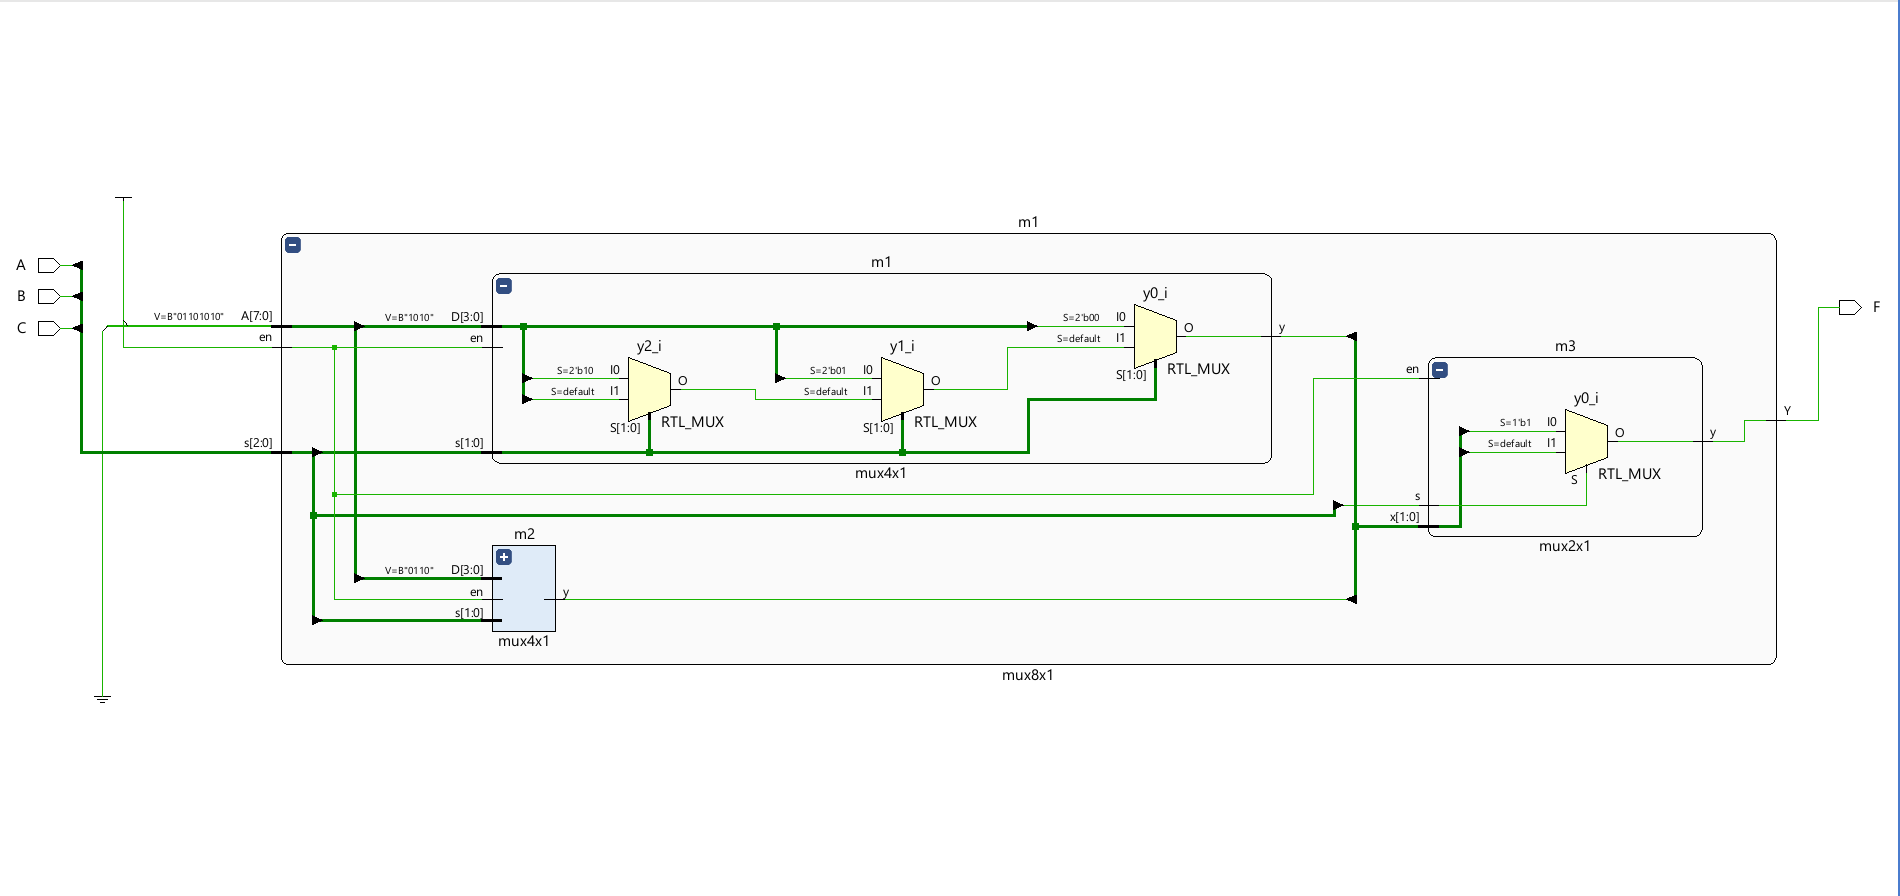 m1
m1
A
B
C
V=B"01101010"
A[7:0]
en
V=B"1010"
D[3:0]
en
y2_i
S=2'b10
I0
S=default
I1
O
S[1:0]
RTL_MUX
y1_i
S=2'b01
I0
S=default
I1
O
S[1:0]
RTL_MUX
y0_i
S=2'b00
I0
S=default
I1
O
S[1:0]
RTL_MUX
y
s[2:0]
s[1:0]
mux4x1
m3
en
y0_i
S=1'b1
I0
S=default
I1
O
S
RTL_MUX
s
x[1:0]
y
mux2x1
Y
F
m2
V=B"0110"
D[3:0]
en
s[1:0]
y
mux4x1
mux8x1